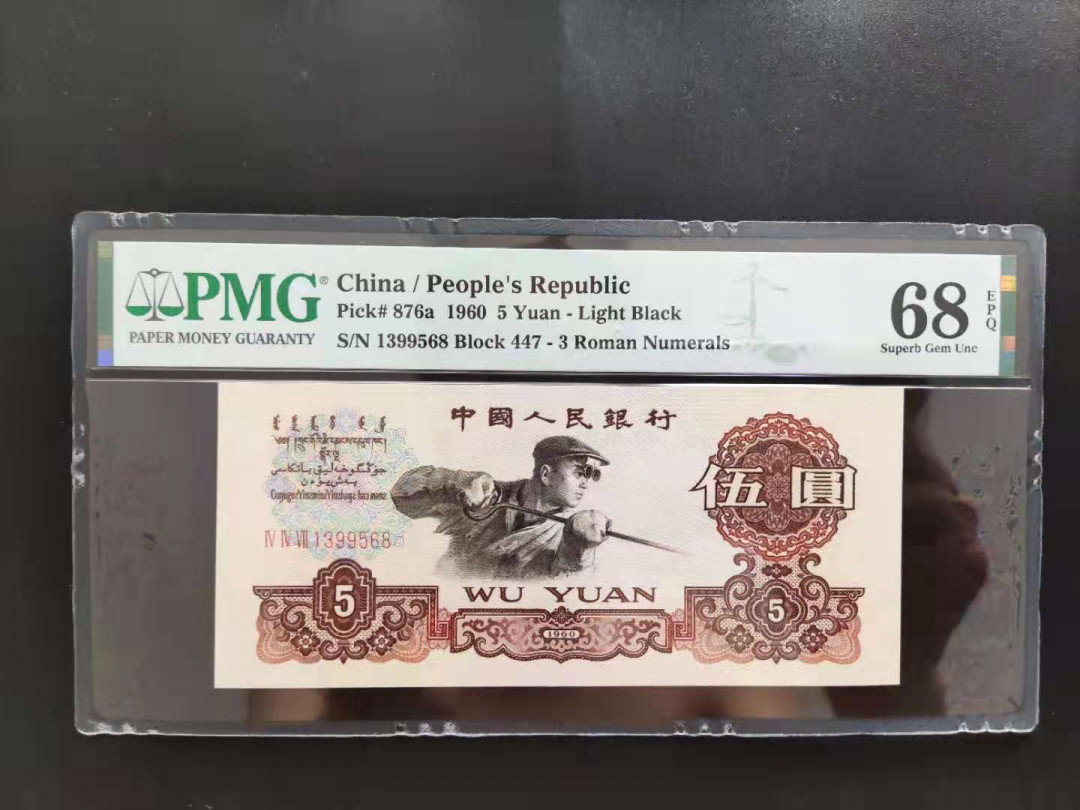 PMG®
PAPER MONEY GUARANTY
China / People's Republic
Pick# 876a 1960 5 Yuan - Light Black
S/N 1399568 Block 447 - 3 Roman Numerals
68
EPQ
Superb Gem Unc
中國人民銀行
伍圓
IV IV VII 1399568
5
WU YUAN
1960
5